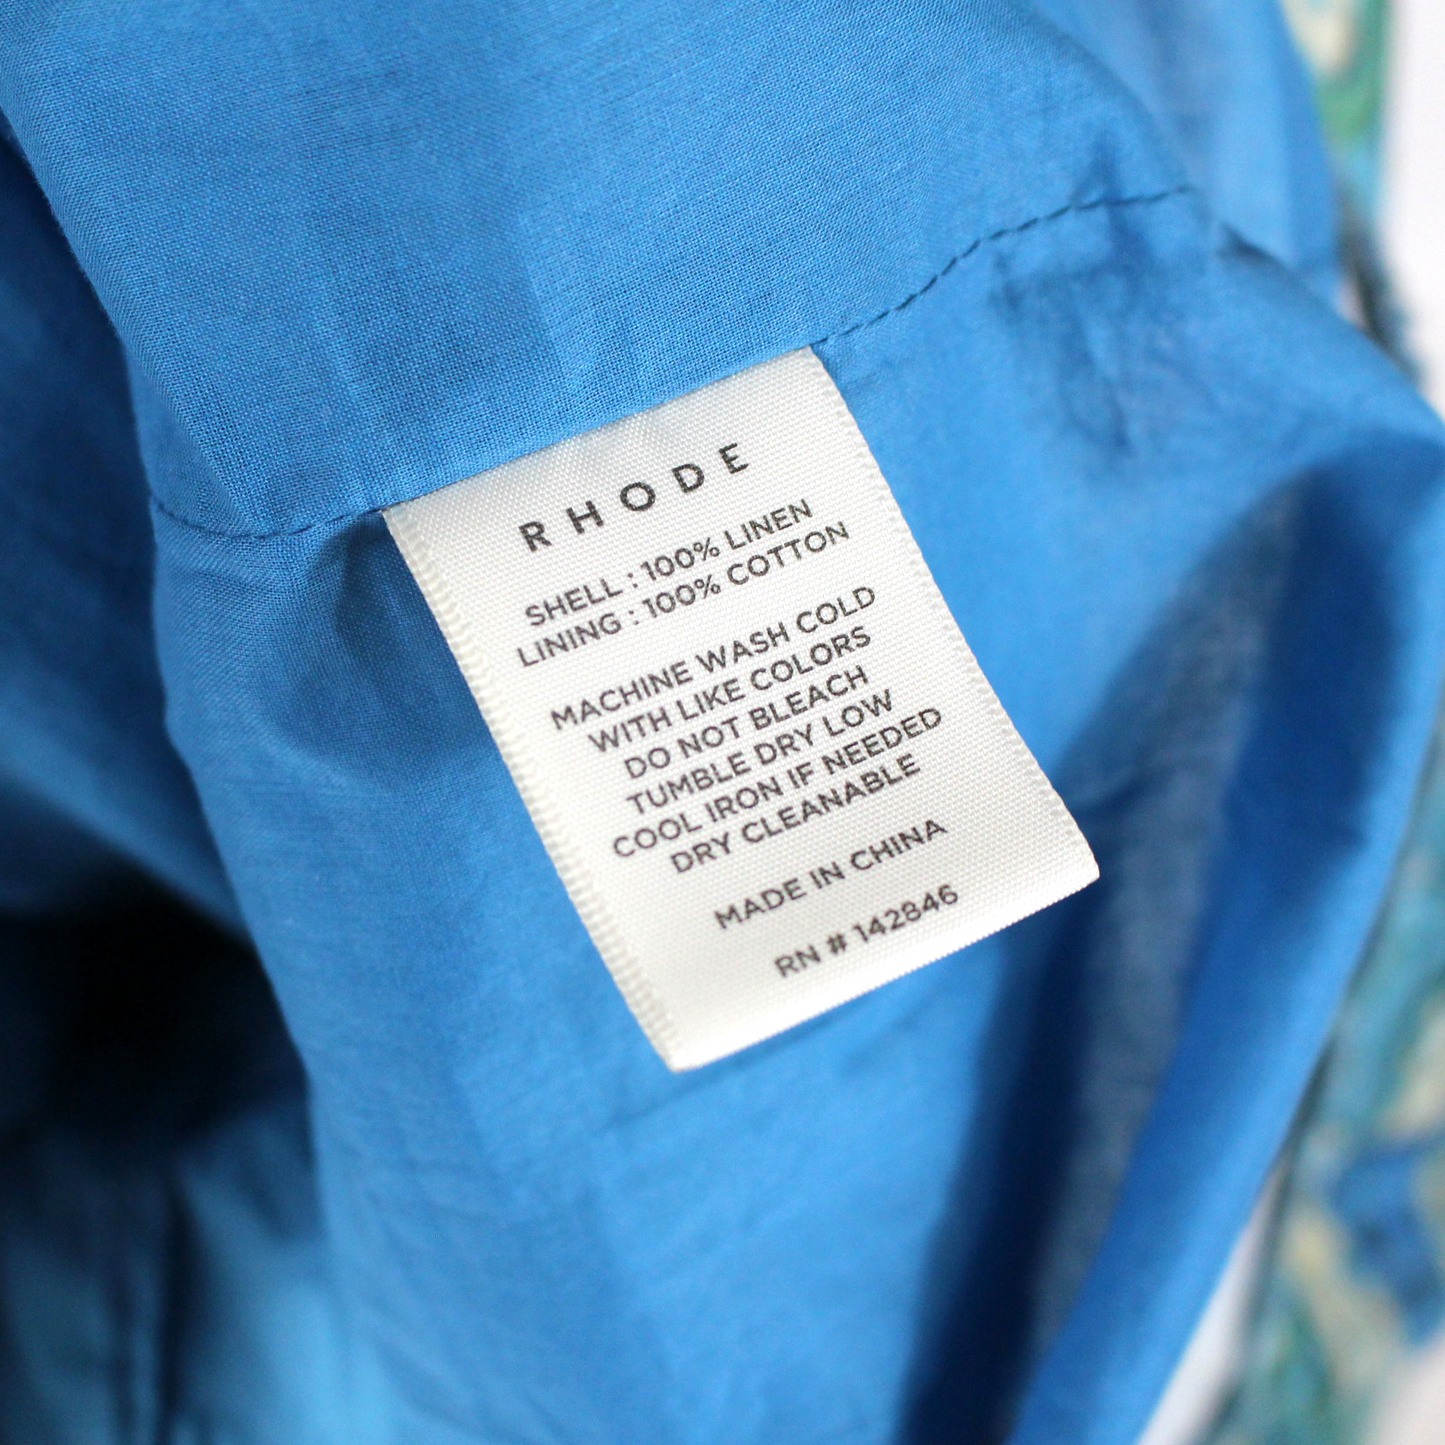 RHODE
SHELL : 100% LINEN
LINING : 100% COTTON
MACHINE WASH COLD
WITH LIKE COLORS
DO NOT BLEACH
TUMBLE DRY LOW
COOL IRON IF NEEDED
DRY CLEANABLE
MADE IN CHINA
RN # 142846